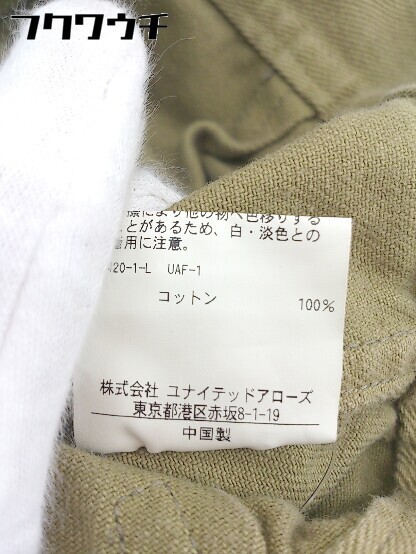 フクワウチ
際により他の物へ色移りする
ことがあるため、白・淡色との
着用に注意。
20-1-L UAF-1
コットン 100%
株式会社 ユナイテッドアローズ
東京都港区赤坂8-1-19
中国製